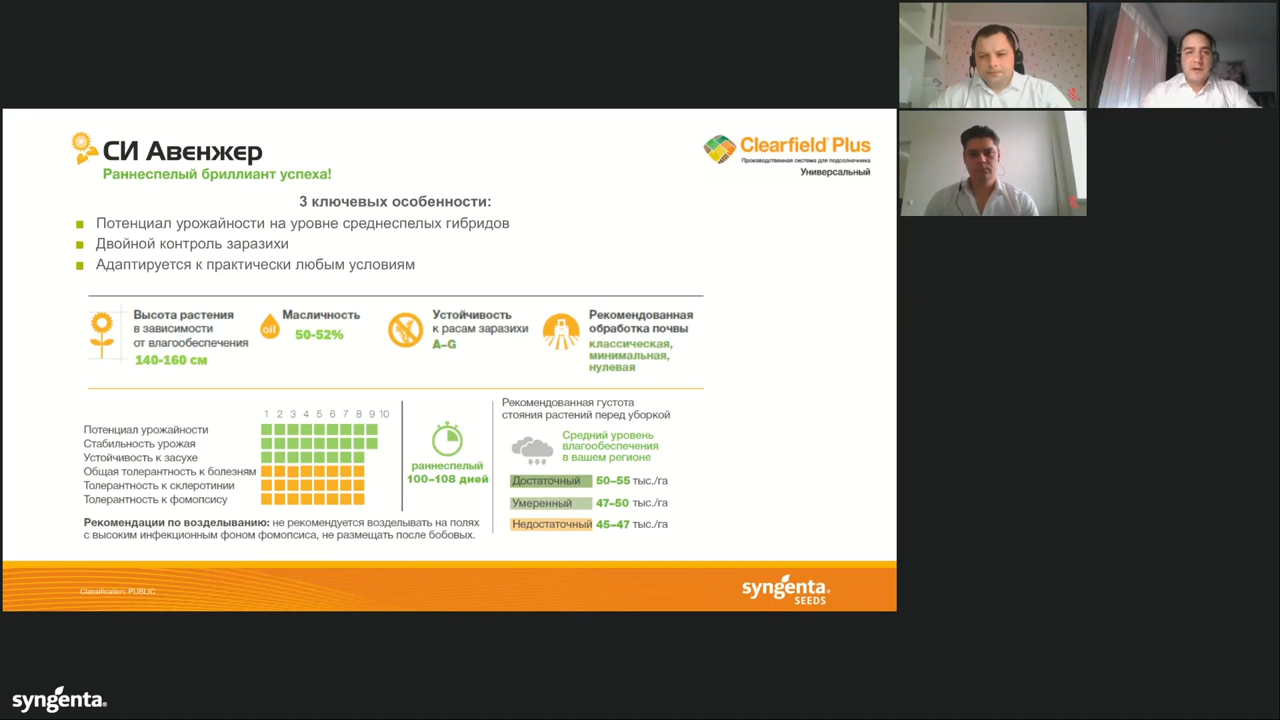 СИ Авенжер
Раннеспелый бриллиант успеха!
Clearfield® Plus
Производственная система для подсолнечника
Универсальный
3 ключевых особенности:
Потенциал урожайности на уровне среднеспелых гибридов
Двойной контроль заразихи
Адаптируется к практически любым условиям
Высота растения
в зависимости
от влагообеспечения
140-160 см
oil
Масличность
50-52%
Устойчивость
к расам заразихи
A–G
Рекомендованная
обработка почвы
классическая,
минимальная,
нулевая
1 2 3 4 5 6 7 8 9 10
Потенциал урожайности
Стабильность урожая
Устойчивость к засухе
Общая толерантность к болезням
Толерантность к склеротинии
Толерантность к фомопсису
раннеспелый
100–108 дней
Рекомендованная густота
стояния растений перед уборкой
Средний уровень
влагообеспечения
в вашем регионе
Достаточный 50–55 тыс./га
Умеренный 47–50 тыс./га
Недостаточный 45–47 тыс./га
Рекомендации по возделыванию: не рекомендуется возделывать на полях
с высоким инфекционным фоном фомопсиса, не размещать после бобовых.
Classification: PUBLIC
syngenta®
SEEDS
syngenta®